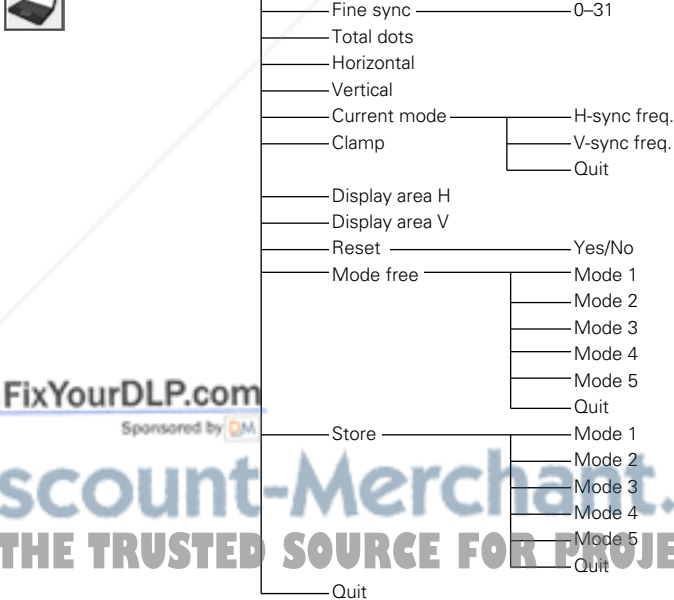 Fine sync 0–31
Total dots
Horizontal
Vertical
Current mode H-sync freq.
Clamp V-sync freq.
Quit
Display area H
Display area V
Reset Yes/No
Mode free Mode 1
Mode 2
Mode 3
Mode 4
Mode 5
FixYourDLP.com
Quit
Sponsored by DM
Store Mode 1
Mode 2
scount-Merchant.
Mode 3
Mode 4
THE TRUSTED SOURCE FOR PROJE
Mode 5
Quit
Quit